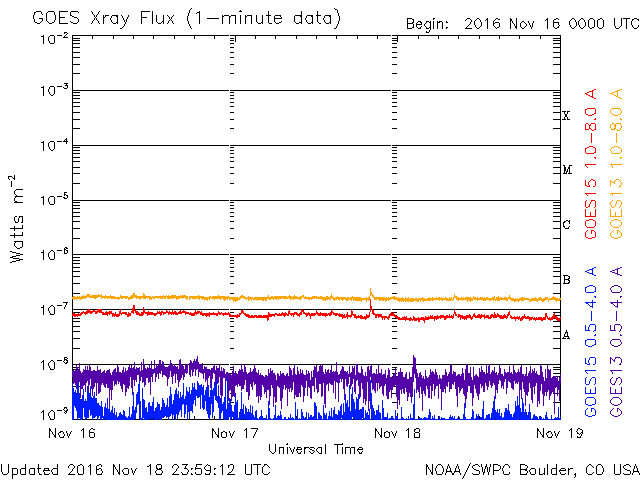 GOES Xray Flux (1-minute data)
Begin: 2016 Nov 16 0000 UTC
10⁻²
10⁻³
10⁻⁴
10⁻⁵
10⁻⁶
10⁻⁷
10⁻⁸
10⁻⁹
Watts m⁻²
X
M
C
B
A
GOES15 1.0-8.0 A
GOES13 1.0-8.0 A
GOES15 0.5-4.0 A
GOES13 0.5-4.0 A
Nov 16 Nov 17 Nov 18 Nov 19
Universal Time
Updated 2016 Nov 18 23:59:12 UTC
NOAA/SWPC Boulder, CO USA